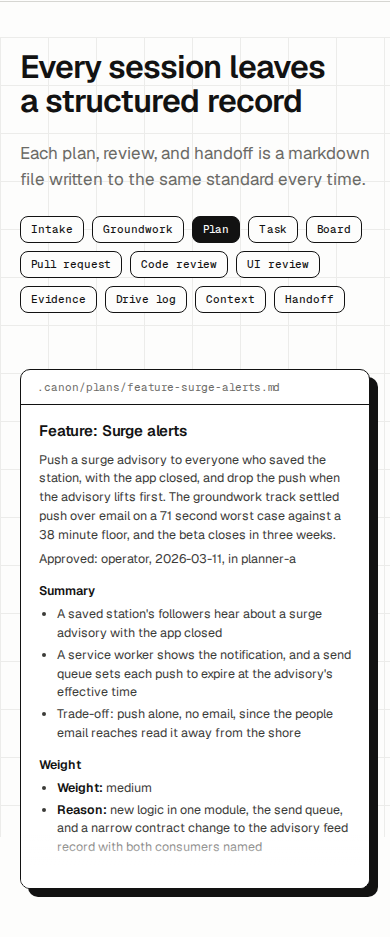 Every session leaves
a structured record
Each plan, review, and handoff is a markdown
file written to the same standard every time.
Intake Groundwork Plan Task Board
Pull request Code review UI review
Evidence Drive log Context Handoff
.canon/plans/feature-surge-alerts.md
Feature: Surge alerts
Push a surge advisory to everyone who saved the
station, with the app closed, and drop the push when
the advisory lifts first. The groundwork track settled
push over email on a 71 second worst case against a
38 minute floor, and the beta closes in three weeks.
Approved: operator, 2026-03-11, in planner-a
Summary
• A saved station's followers hear about a surge
advisory with the app closed
• A service worker shows the notification, and a send
queue sets each push to expire at the advisory's
effective time
• Trade-off: push alone, no email, since the people
email reaches read it away from the shore
Weight
• Weight: medium
• Reason: new logic in one module, the send queue,
and a narrow contract change to the advisory feed
record with both consumers named